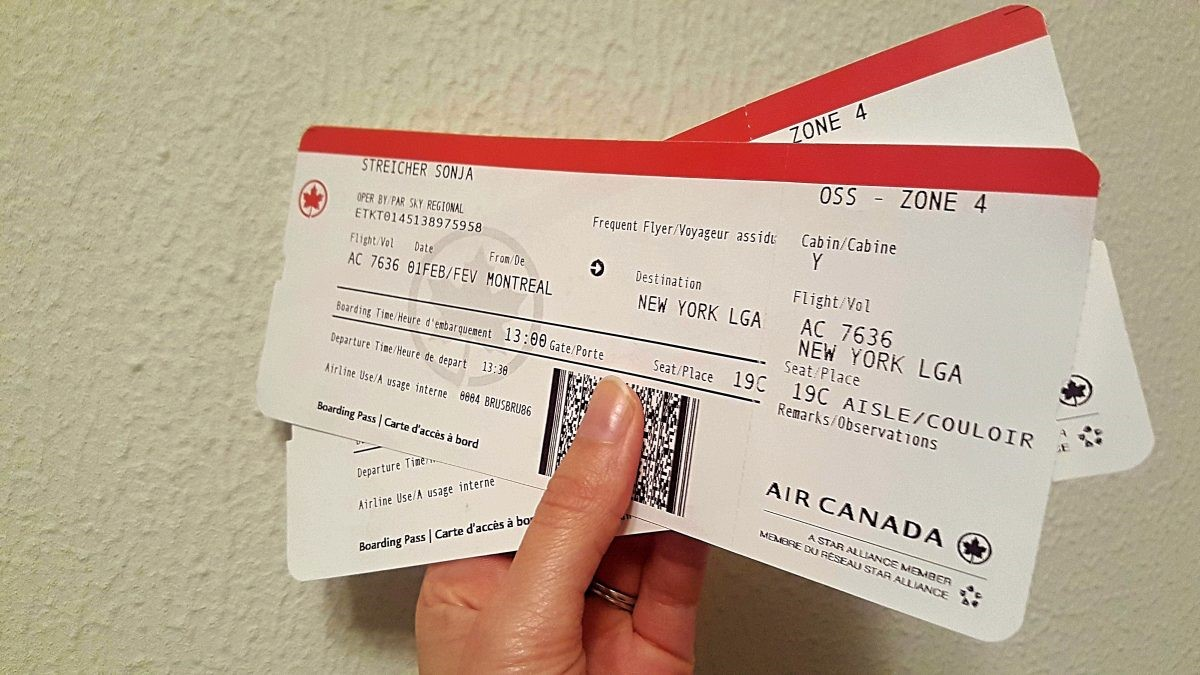 ZONE 4
STREICHER SONJA
OSS - ZONE 4
OPER BY/PAR SKY REGIONAL
ETKT0145138975958
Frequent Flyer/Voyageur assidu
Cabin/Cabine
Y
Flight/Vol Date From/De
AC 7636 01FEB/FEV MONTREAL
Destination
NEW YORK LGA
Flight/Vol
AC 7636
NEW YORK LGA
Boarding Time/Heure d'embarquement 13:00 Gate/Porte Seat/Place 19C
Seat/Place
19C AISLE/COULOIR
Remarks/Observations
Departure Time/Heure de depart 13:30
Airline Use/A usage interne 0004 BRUSBRU86
Boarding Pass | Carte d'accès à bord
AIR CANADA
A STAR ALLIANCE MEMBER
MEMBRE DU RÉSEAU STAR ALLIANCE
Departure Time/
Airline Use/A usage interne
Boarding Pass | Carte d'accès à bor